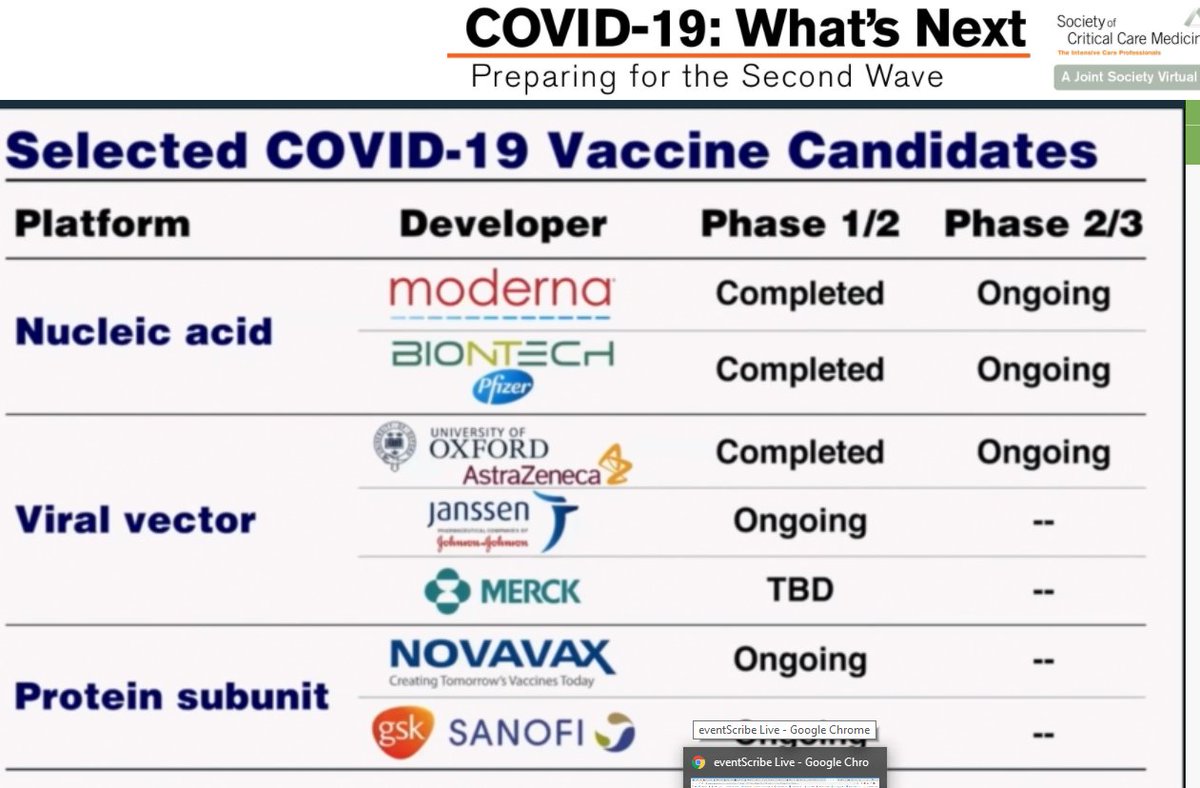 COVID-19: What's Next
Preparing for the Second Wave
Society of
Critical Care Medicin
The Intensive Care Professionals
A Joint Society Virtual
Selected COVID-19 Vaccine Candidates
Platform Developer Phase 1/2 Phase 2/3
Nucleic acid
moderna Completed Ongoing
BIONTECH
Pfizer
Completed Ongoing
Viral vector
UNIVERSITY OF
OXFORD
AstraZeneca
Completed Ongoing
janssen
PHARMACEUTICAL COMPANIES OF
Johnson & Johnson
Ongoing --
MERCK TBD --
Protein subunit
NOVAVAX
Creating Tomorrow's Vaccines Today
Ongoing --
gsk SANOFI Ongoing --
eventScribe Live - Google Chrome
eventScribe Live - Google Chro